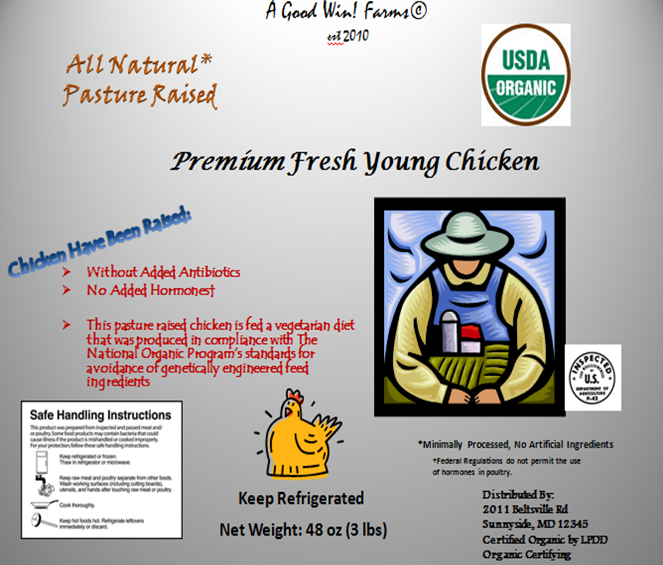 A Good Win! Farms©
est 2010
All Natural*
Pasture Raised
USDA
ORGANIC
Premium Fresh Young Chicken
Chicken Have Been Raised:
Without Added Antibiotics
No Added Hormones†
This pasture raised chicken is fed a vegetarian diet
that was produced in compliance with The
National Organic Program's standards for
avoidance of genetically engineered feed
ingredients
INSPECTED
U.S.
DEPARTMENT OF
AGRICULTURE
P-42
Safe Handling Instructions
This product was prepared from inspected and passed meat and/
or poultry. Some food products may contain bacteria that could
cause illness if the product is mishandled or cooked improperly.
For your protection, follow these safe handling instructions.
Keep refrigerated or frozen.
Thaw in refrigerator or microwave.
Keep raw meat and poultry separate from other foods.
Wash working surfaces (including cutting boards),
utensils, and hands after touching raw meat or poultry.
Cook thoroughly.
Keep hot foods hot. Refrigerate leftovers
immediately or discard.
Keep Refrigerated
Net Weight: 48 oz (3 lbs)
*Minimally Processed, No Artificial Ingredients
*Federal Regulations do not permit the use
of hormones in poultry.
Distributed By:
2011 Beltsville Rd
Sunnyside, MD 12345
Certified Organic by LPDD
Organic Certifying